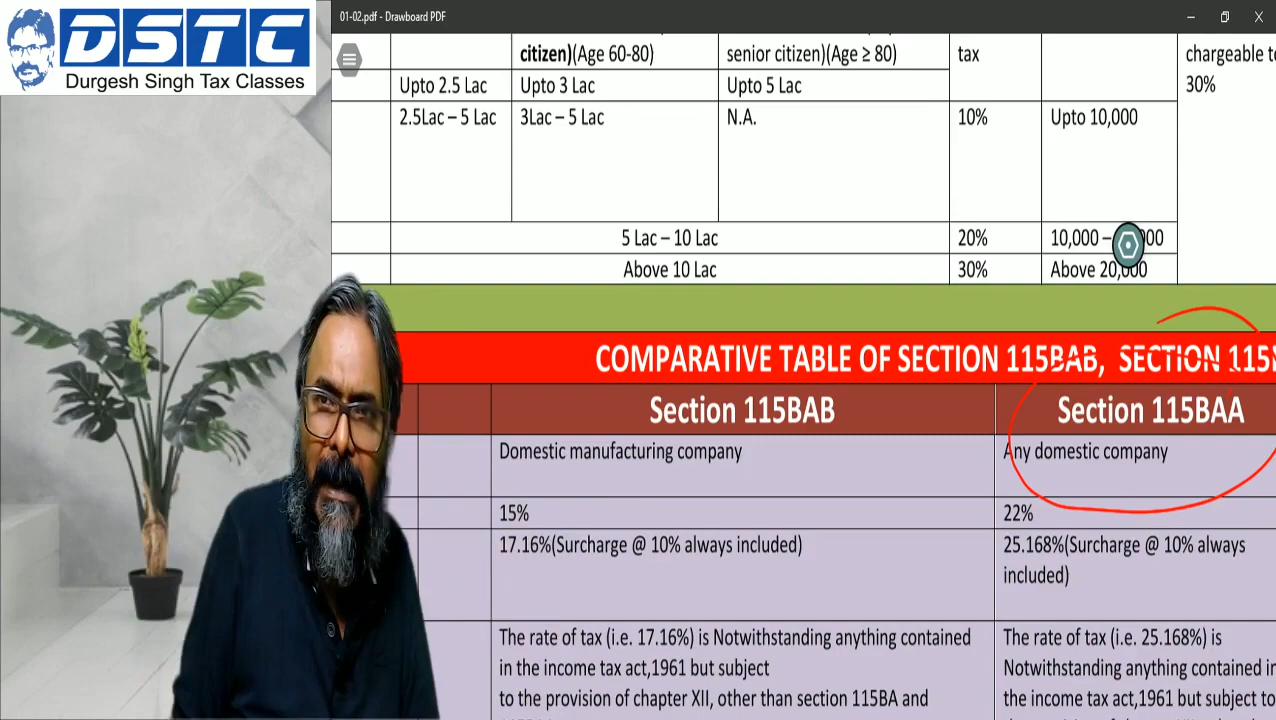 DSTC
Durgesh Singh Tax Classes
01-02.pdf - Drawboard PDF
citizen)(Age 60-80)
senior citizen)(Age ≥ 80)
tax
chargeable to
30%
Upto 2.5 Lac
Upto 3 Lac
Upto 5 Lac
2.5Lac – 5 Lac
3Lac – 5 Lac
N.A.
10%
Upto 10,000
5 Lac – 10 Lac
20%
10,000 –
Above 10 Lac
30%
Above 20,000
COMPARATIVE TABLE OF SECTION 115BAB, SECTION
Section 115BAB
Section 115BAA
Domestic manufacturing company
Any domestic company
15%
22%
17.16%(Surcharge @ 10% always included)
25.168%(Surcharge @ 10% always
included)
The rate of tax (i.e. 17.16%) is Notwithstanding anything contained
in the income tax act,1961 but subject
to the provision of chapter XII, other than section 115BA and
The rate of tax (i.e. 25.168%) is
Notwithstanding anything contained in
the income tax act,1961 but subject to